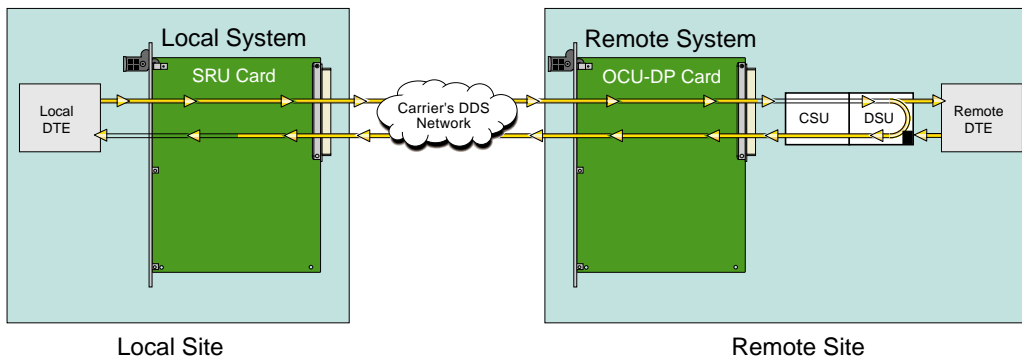 Local System
Remote System
SRU Card
OCU-DP Card
Local
DTE
Carrier's DDS
Network
CSU
DSU
Remote
DTE
Local Site
Remote Site